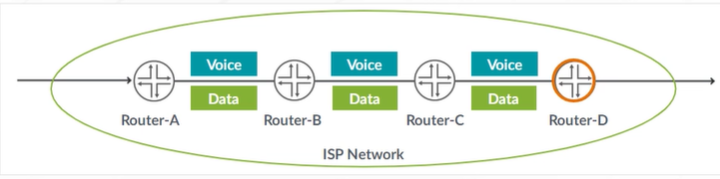 Voice Voice Voice
Data Data Data
Router-A Router-B Router-C Router-D
ISP Network